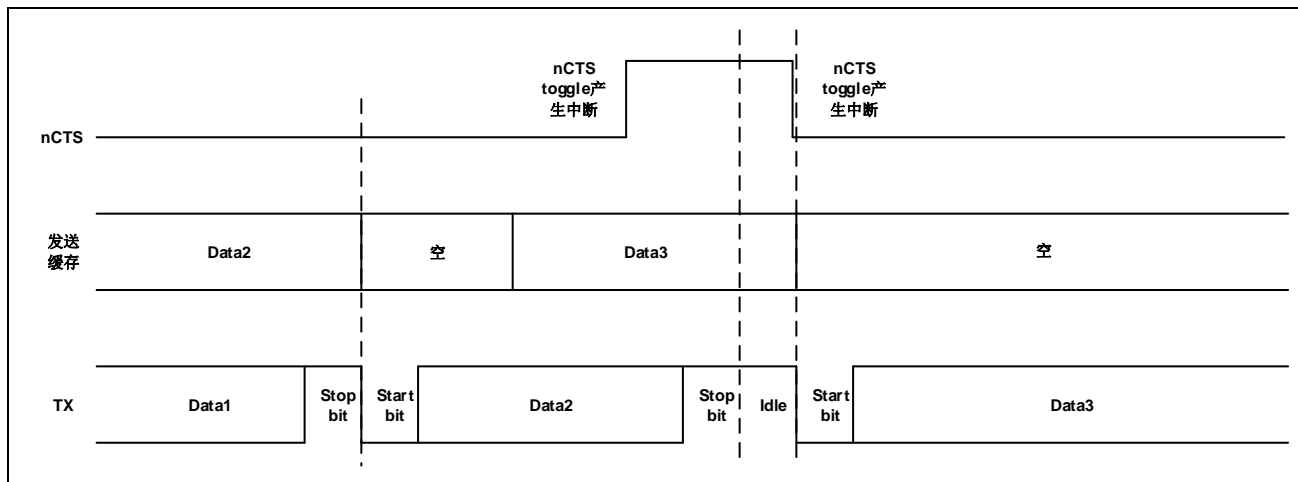 nCTS
toggle产
生中断
nCTS
toggle产
生中断
nCTS
发送
缓存
Data2
空
Data3
空
TX
Data1
Stop
bit
Start
bit
Data2
Stop
bit
Idle
Start
bit
Data3